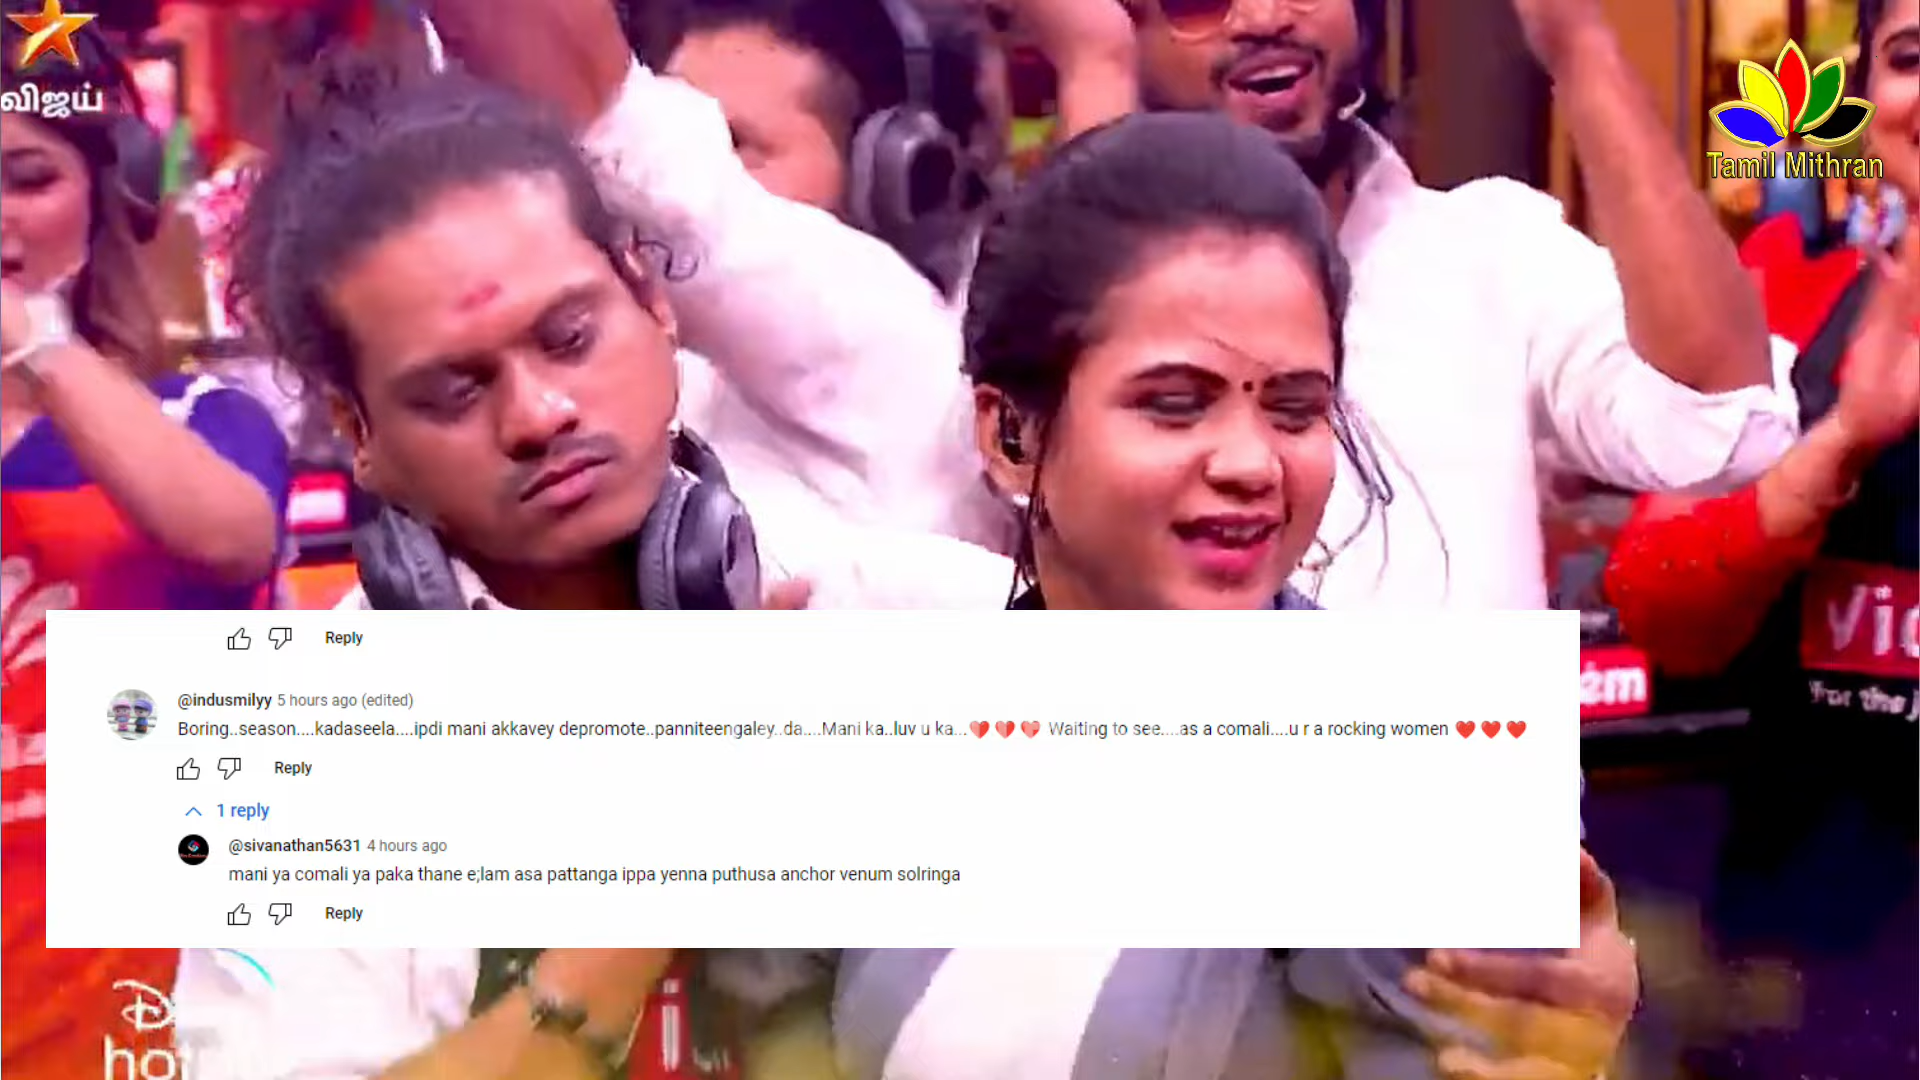 விஜய்
Tamil Mithran
Reply
@indusmilyy 5 hours ago (edited)
Boring..season....kadaseela....ipdi mani akkavey depromote..panniteengaley..da....Mani ka..luv u ka...❤️❤️❤️ Waiting to see....as a comali....u r a rocking women ❤️❤️❤️
Reply
1 reply
@sivanathan5631 4 hours ago
mani ya comali ya paka thane e;lam asa pattanga ippa yenna puthusa anchor venum solringa
Reply